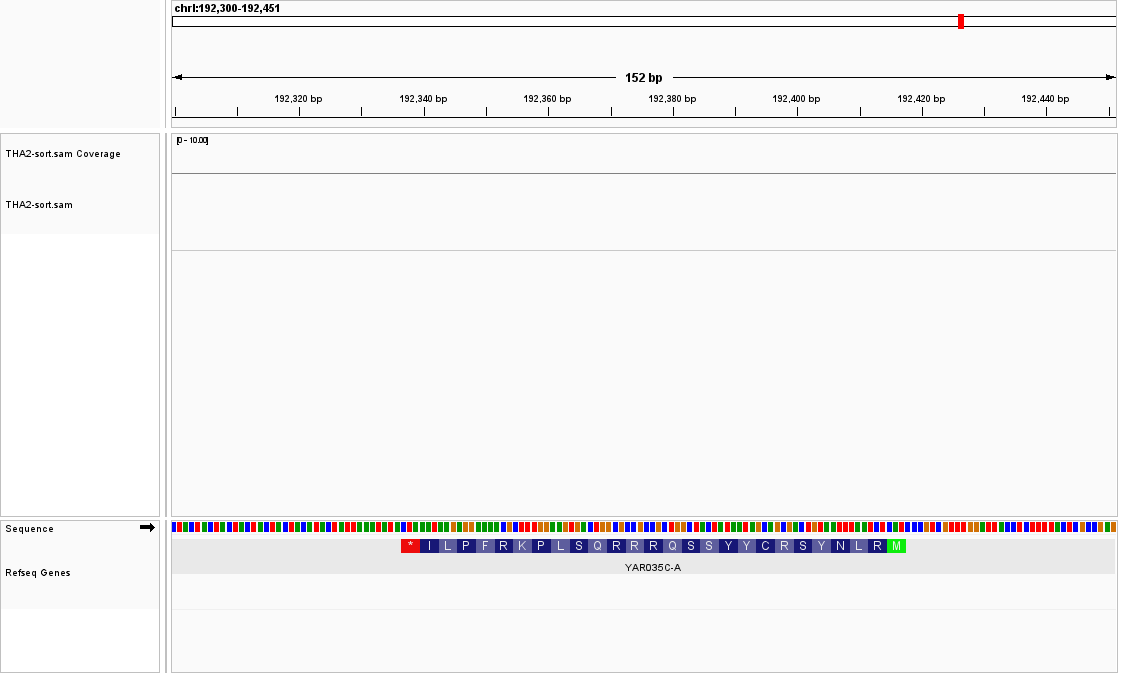 chrI:192,300-192,451
152 bp
192,320 bp 192,340 bp 192,360 bp 192,380 bp 192,400 bp 192,420 bp 192,440 bp
[0 - 10.00]
THA2-sort.sam Coverage
THA2-sort.sam
Sequence
* I L P F R K P L S Q R R R Q S S Y Y C R S Y N L R M
YAR035C-A
Refseq Genes